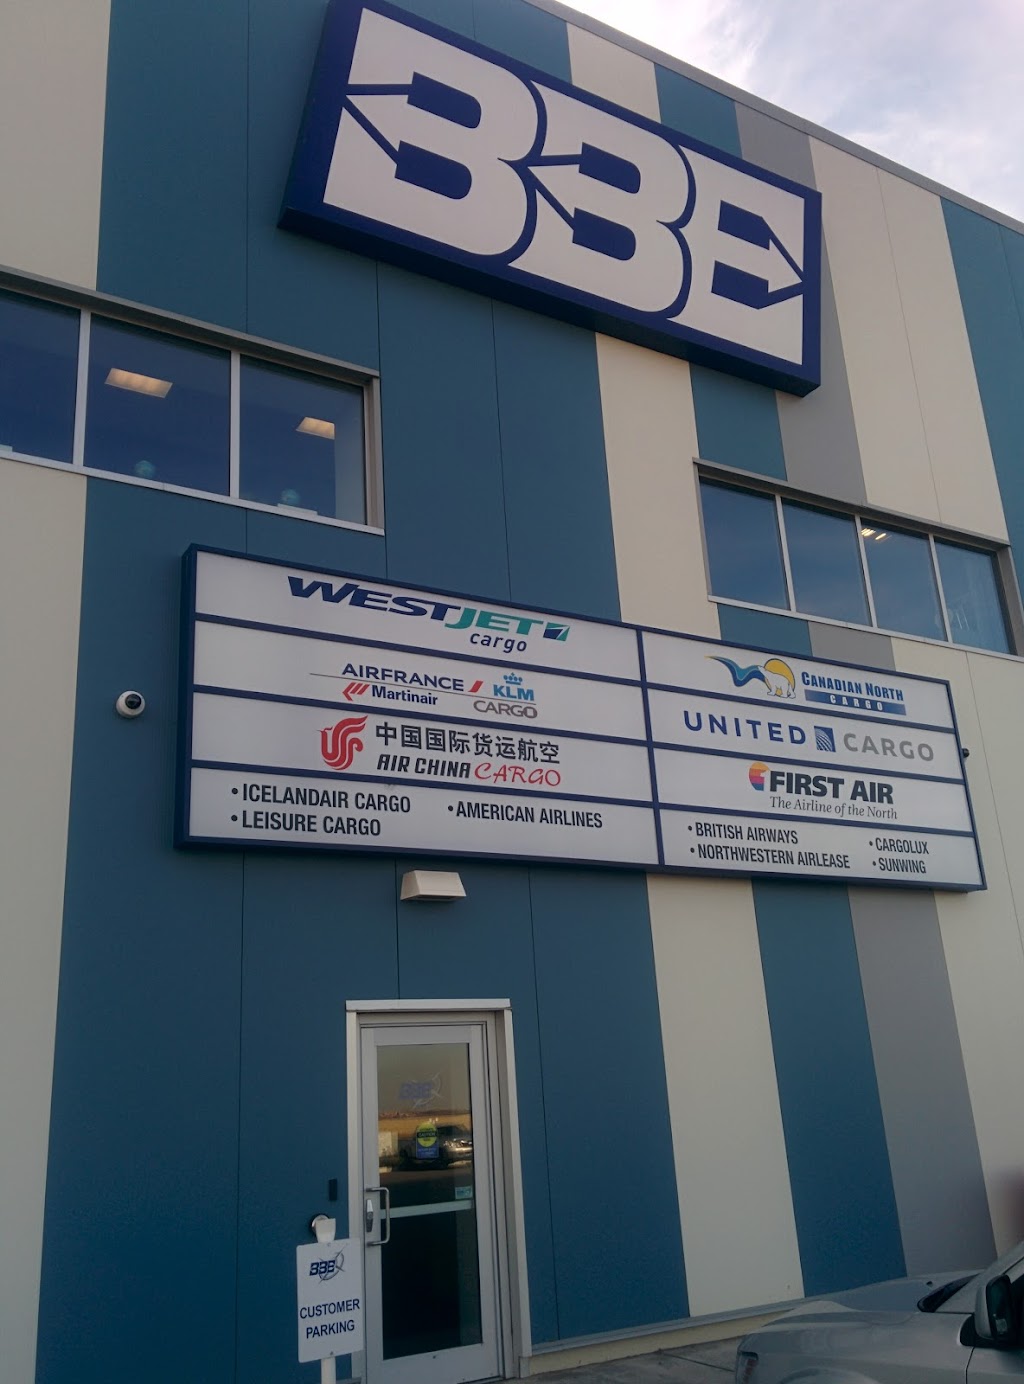 BBE
WESTJET
cargo
AIRFRANCE KLM
Martinair CARGO
中国国际货运航空
AIR CHINA CARGO
• ICELANDAIR CARGO • AMERICAN AIRLINES
• LEISURE CARGO
CANADIAN NORTH
CARGO
UNITED CARGO
FIRST AIR
The Airline of the North
• BRITISH AIRWAYS • CARGOLUX
• NORTHWESTERN AIRLEASE • SUNWING
BBE
BBE
CUSTOMER
PARKING